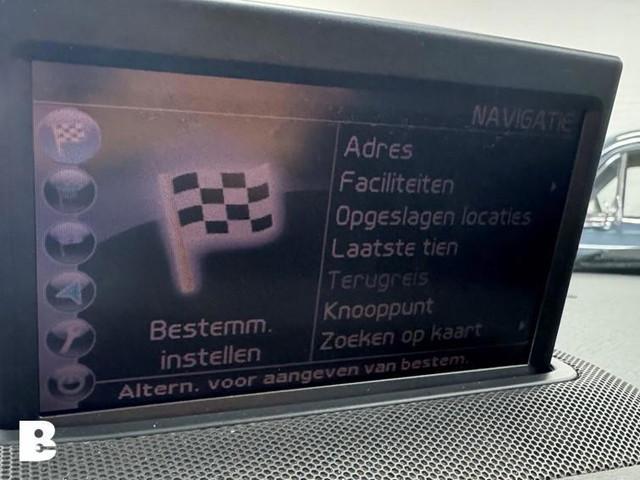 NAVIGATIE
Adres
Faciliteiten
Opgeslagen locaties
Laatste tien
Terugreis
Knooppunt
Zoeken op kaart
Bestemm.
instellen
Altern. voor aangeven van bestem.
B